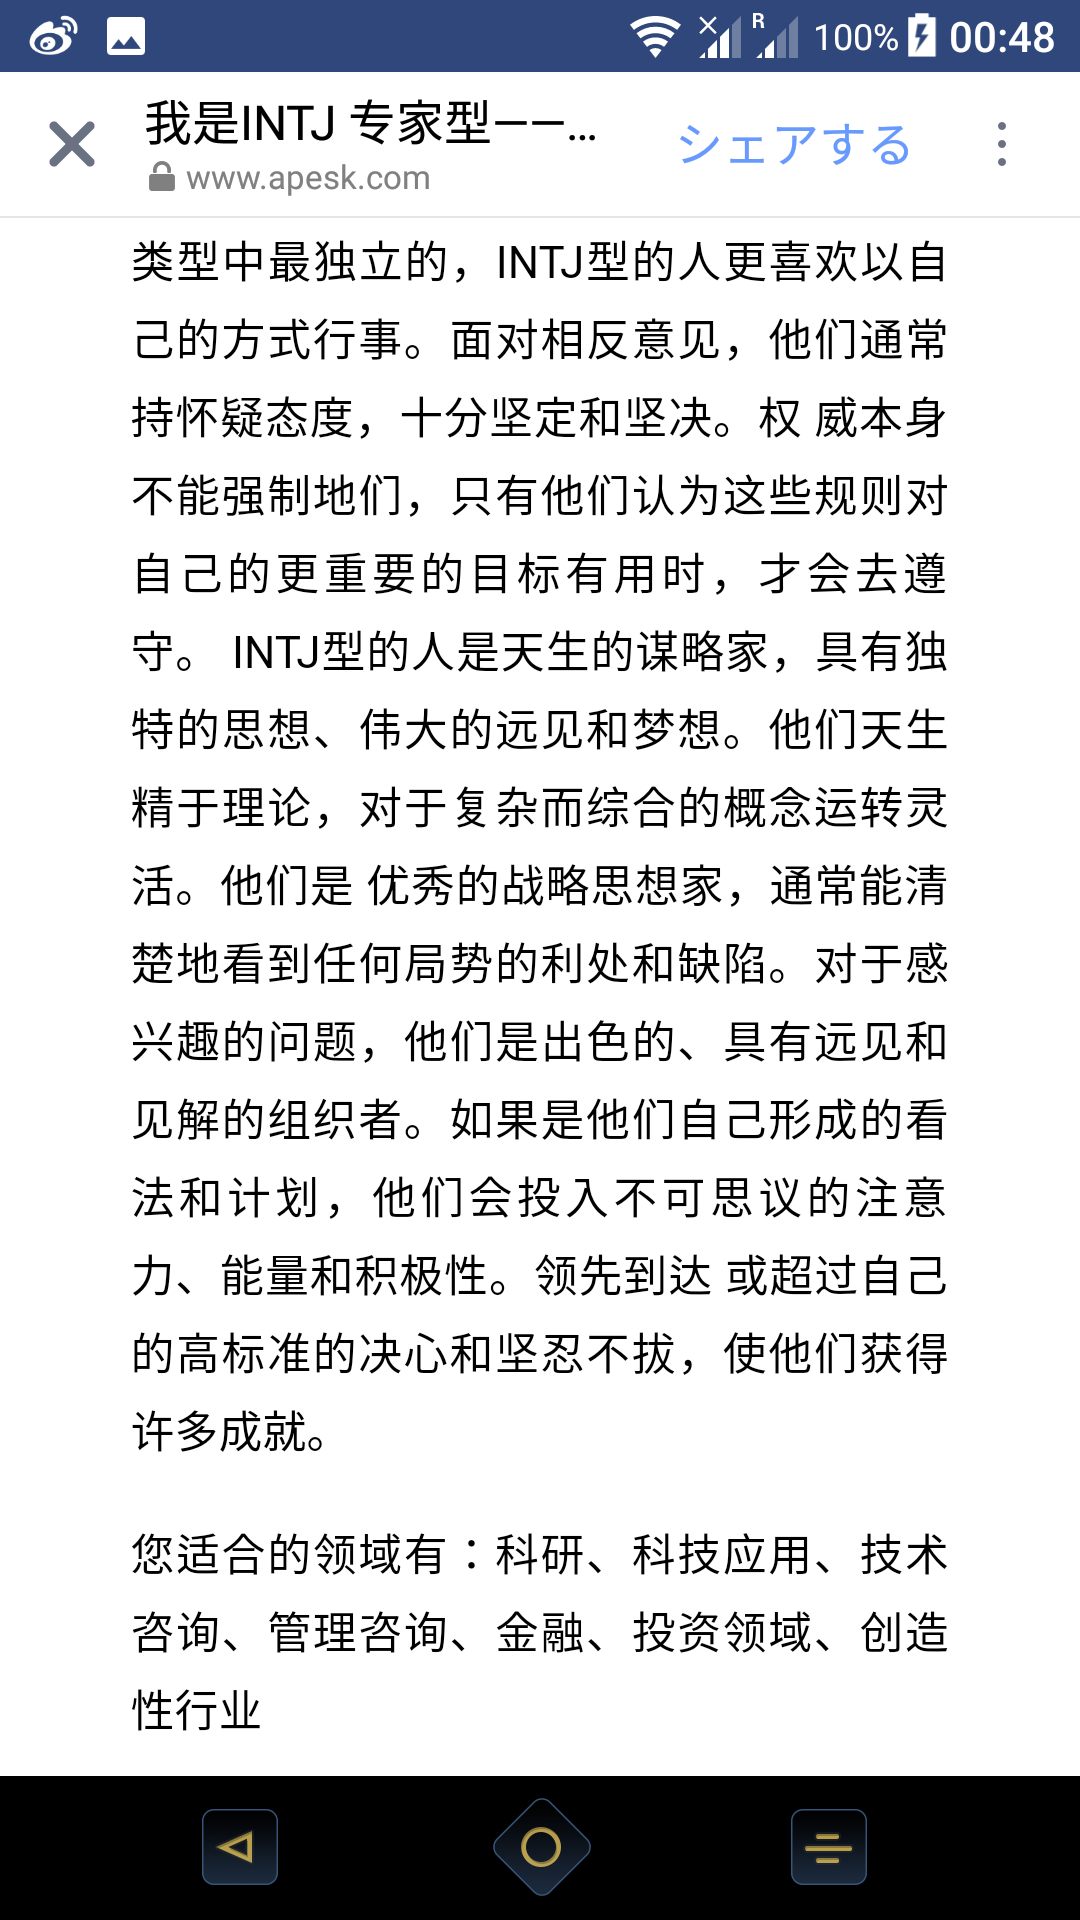 R 100% 00:48
我是INTJ 专家型——...
シェアする
www.apesk.com
类型中最独立的，INTJ型的人更喜欢以自
己的方式行事。面对相反意见，他们通常
持怀疑态度，十分坚定和坚决。权 威本身
不能强制地们，只有他们认为这些规则对
自己的更重要的目标有用时，才会去遵
守。 INTJ型的人是天生的谋略家，具有独
特的思想、伟大的远见和梦想。他们天生
精于理论，对于复杂而综合的概念运转灵
活。他们是 优秀的战略思想家，通常能清
楚地看到任何局势的利处和缺陷。对于感
兴趣的问题，他们是出色的、具有远见和
见解的组织者。如果是他们自己形成的看
法和计划，他们会投入不可思议的注意
力、能量和积极性。领先到达 或超过自己
的高标准的决心和坚忍不拔，使他们获得
许多成就。
您适合的领域有：科研、科技应用、技术
咨询、管理咨询、金融、投资领域、创造
性行业